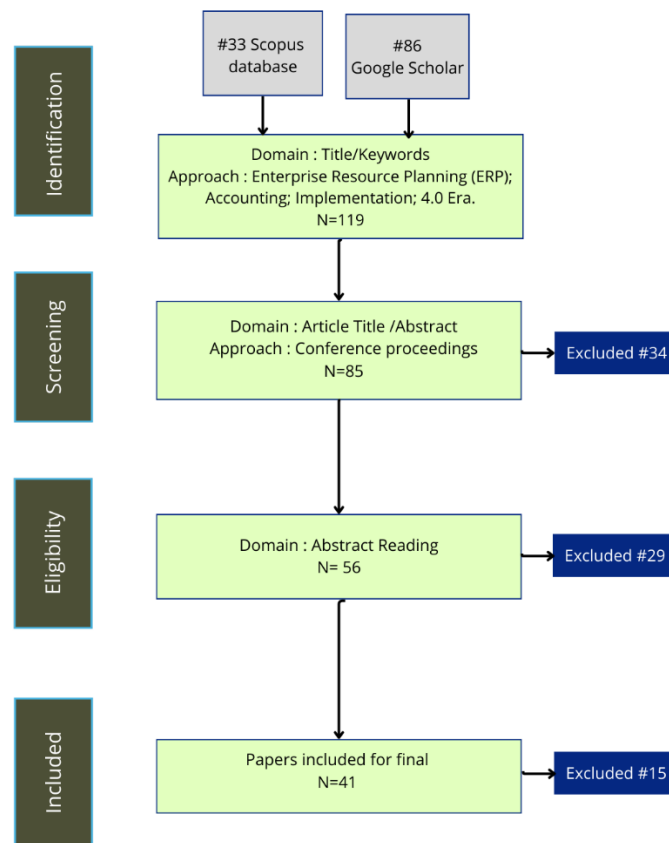 #33 Scopus
database
#86
Google Scholar
Identification
Domain : Title/Keywords
Approach : Enterprise Resource Planning (ERP);
Accounting; Implementation; 4.0 Era.
N=119
Screening
Domain : Article Title /Abstract
Approach : Conference proceedings
N=85
Excluded #34
Eligibility
Domain : Abstract Reading
N= 56
Excluded #29
Included
Papers included for final
N=41
Excluded #15